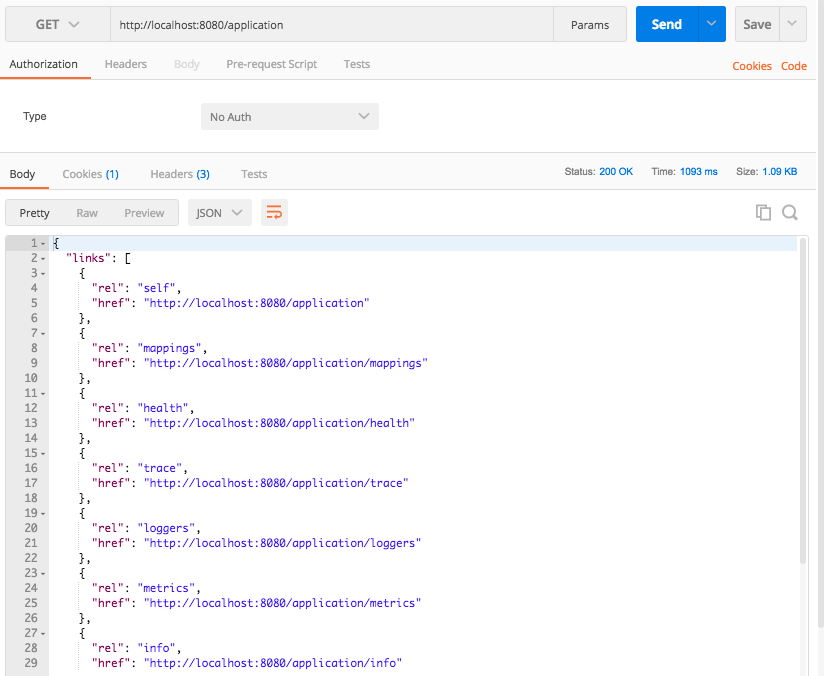 GET http://localhost:8080/application Params Send Save
Authorization Headers Body Pre-request Script Tests Cookies Code
Type No Auth
Body Cookies (1) Headers (3) Tests Status: 200 OK Time: 1093 ms Size: 1.09 KB
Pretty Raw Preview JSON
1 {
2 "links": [
3 {
4 "rel": "self",
5 "href": "http://localhost:8080/application"
6 },
7 {
8 "rel": "mappings",
9 "href": "http://localhost:8080/application/mappings"
10 },
11 {
12 "rel": "health",
13 "href": "http://localhost:8080/application/health"
14 },
15 {
16 "rel": "trace",
17 "href": "http://localhost:8080/application/trace"
18 },
19 {
20 "rel": "loggers",
21 "href": "http://localhost:8080/application/loggers"
22 },
23 {
24 "rel": "metrics",
25 "href": "http://localhost:8080/application/metrics"
26 },
27 {
28 "rel": "info",
29 "href": "http://localhost:8080/application/info"